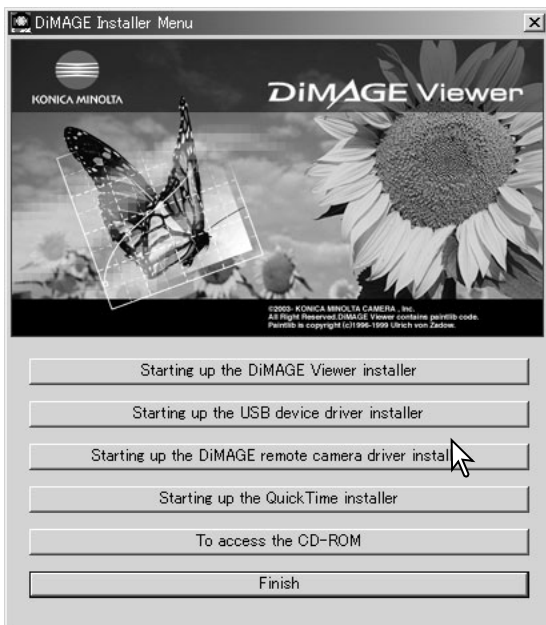 DiMAGE Installer Menu
KONICA MINOLTA
DiMAGE Viewer
©2003- KONICA MINOLTA CAMERA , Inc.
All Right Reserved.DiMAGE Viewer contains paintlib code.
Paintlib is copyright (c)1996-1999 Ulrich von Zadow.
Starting up the DiMAGE Viewer installer
Starting up the USB device driver installer
Starting up the DiMAGE remote camera driver instal
Starting up the QuickTime installer
To access the CD-ROM
Finish